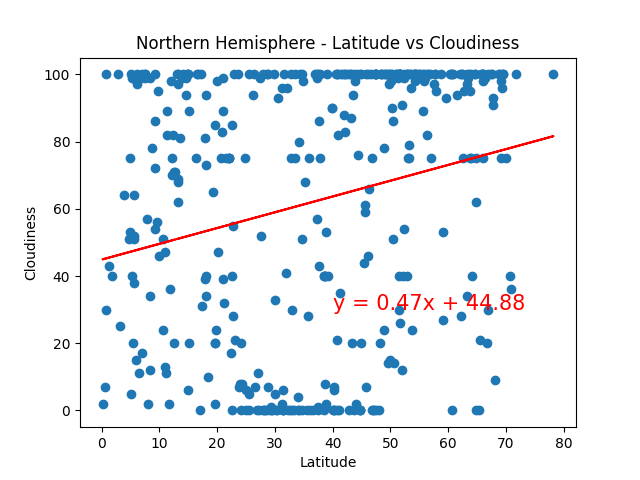 Northern Hemisphere - Latitude vs Cloudiness
100
80
60
40
20
0
Cloudiness
y = 0.47x + 44.88
0 10 20 30 40 50 60 70 80
Latitude